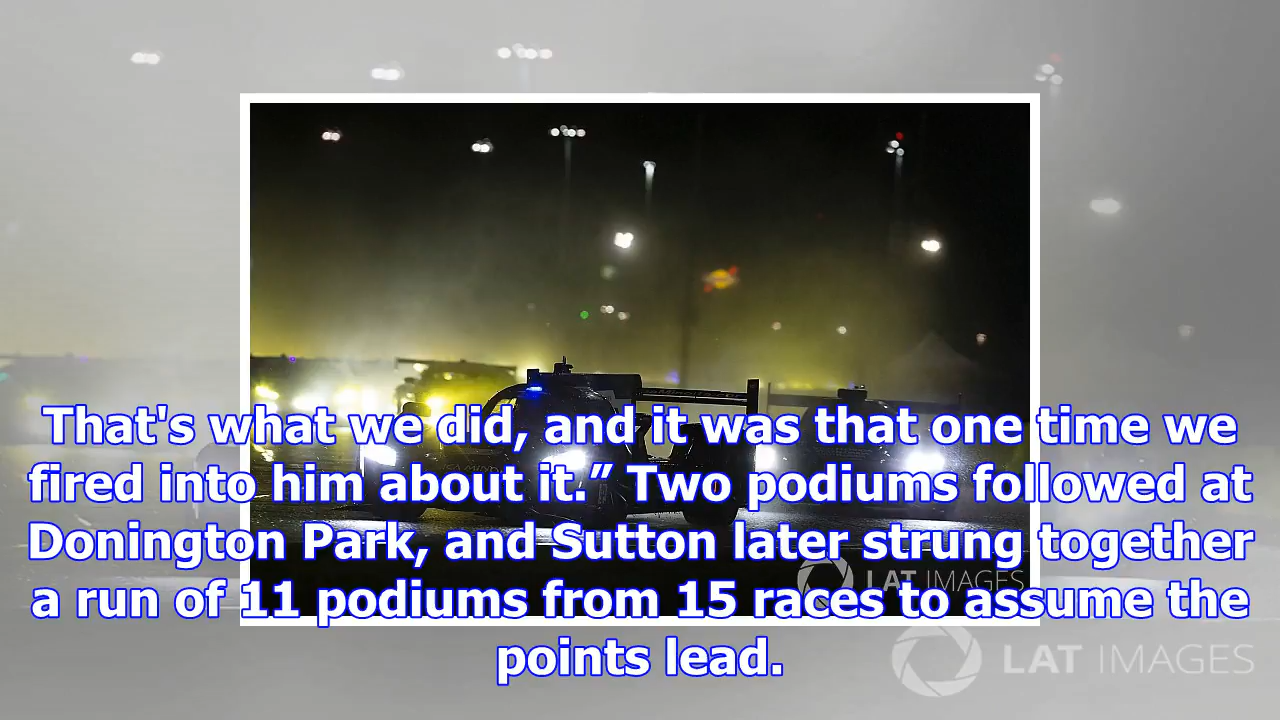 That's what we did, and it was that one time we
fired into him about it.” Two podiums followed at
Donington Park, and Sutton later strung together
LAT IMAGES
a run of 11 podiums from 15 races to assume the
points lead.
LAT IMAGES